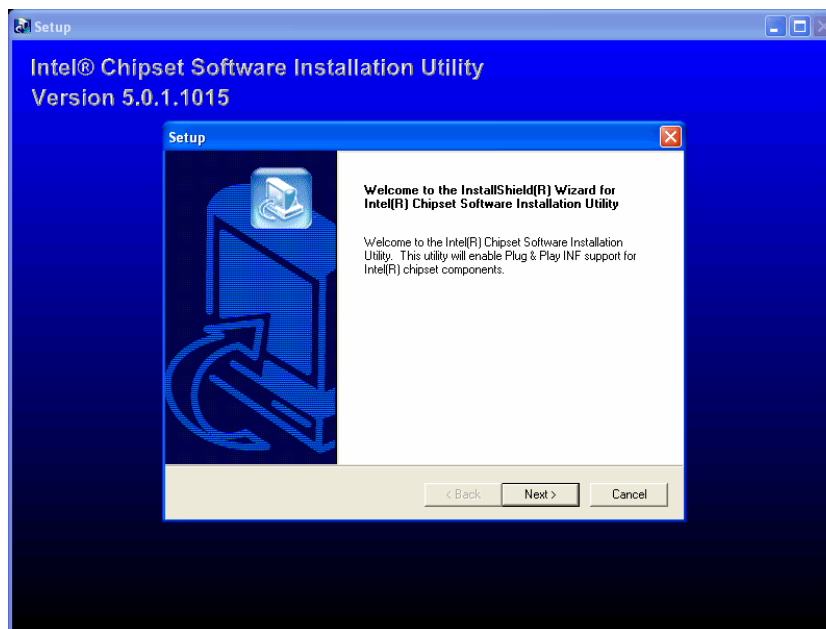 Setup
Intel® Chipset Software Installation Utility
Version 5.0.1.1015
Setup
Welcome to the InstallShield(R) Wizard for
Intel(R) Chipset Software Installation Utility
Welcome to the Intel(R) Chipset Software Installation
Utility. This utility will enable Plug & Play INF support for
Intel(R) chipset components.
< Back
Next >
Cancel